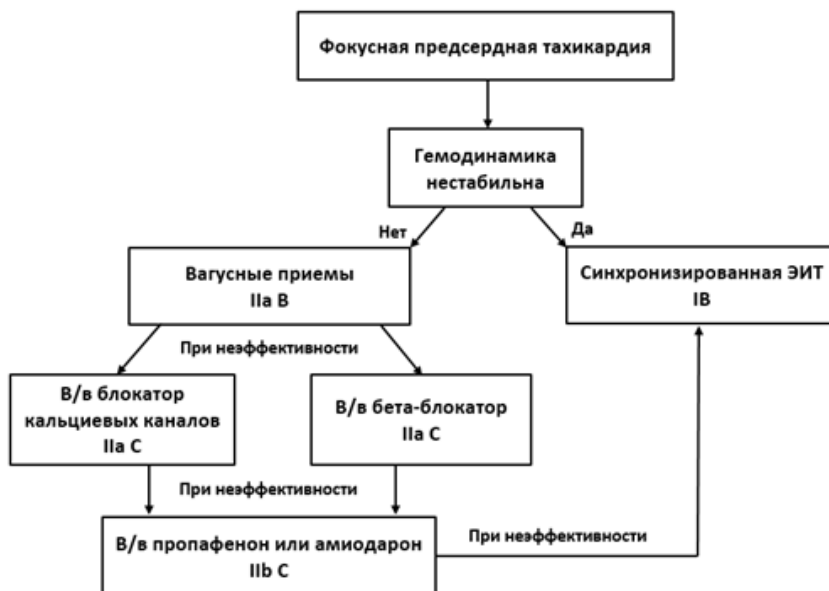 Фокусная предсердная тахикардия
Гемодинамика
нестабильна
Нет
Да
Вагусные приемы
IIa B
Синхронизированная ЭИТ
IB
При неэффективности
В/в блокатор
кальциевых каналов
IIa C
В/в бета-блокатор
IIa C
При неэффективности
В/в пропафенон или амиодарон
IIb C
При неэффективности